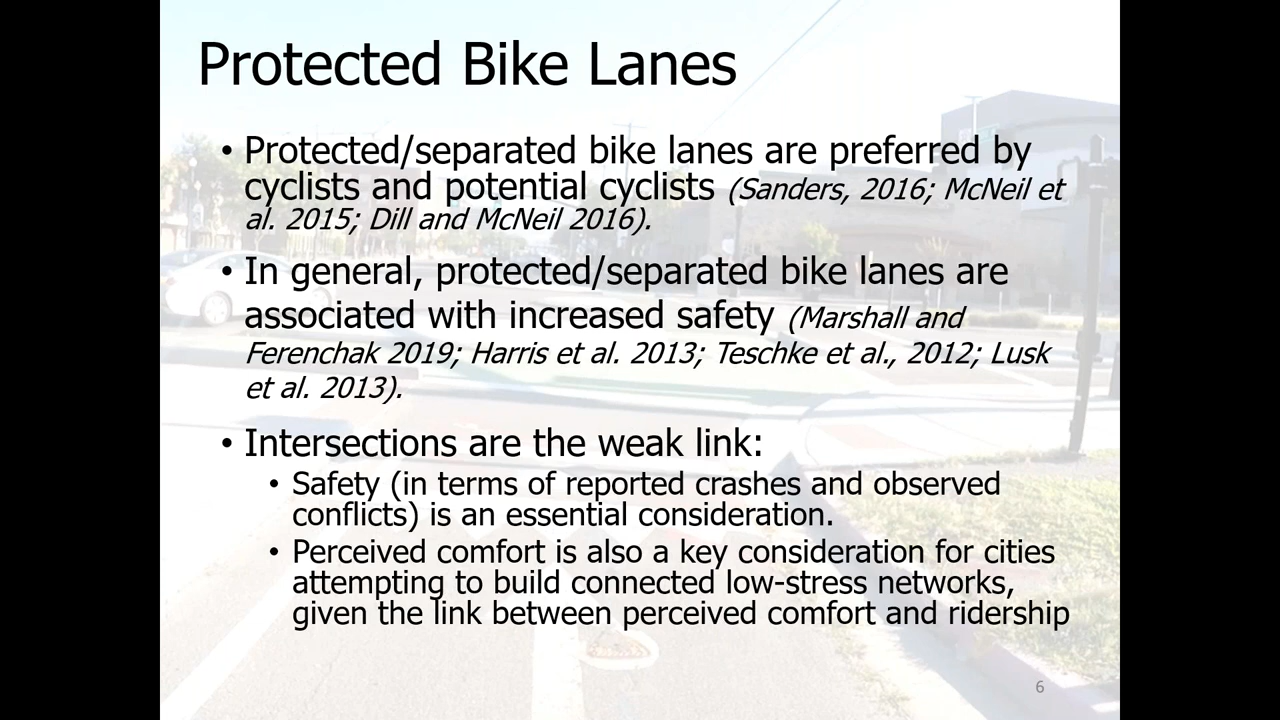 Protected Bike Lanes
• Protected/separated bike lanes are preferred by
cyclists and potential cyclists (Sanders, 2016; McNeil et
al. 2015; Dill and McNeil 2016).
• In general, protected/separated bike lanes are
associated with increased safety (Marshall and
Ferenchak 2019; Harris et al. 2013; Teschke et al., 2012; Lusk
et al. 2013).
• Intersections are the weak link:
• Safety (in terms of reported crashes and observed
conflicts) is an essential consideration.
• Perceived comfort is also a key consideration for cities
attempting to build connected low-stress networks,
given the link between perceived comfort and ridership
6